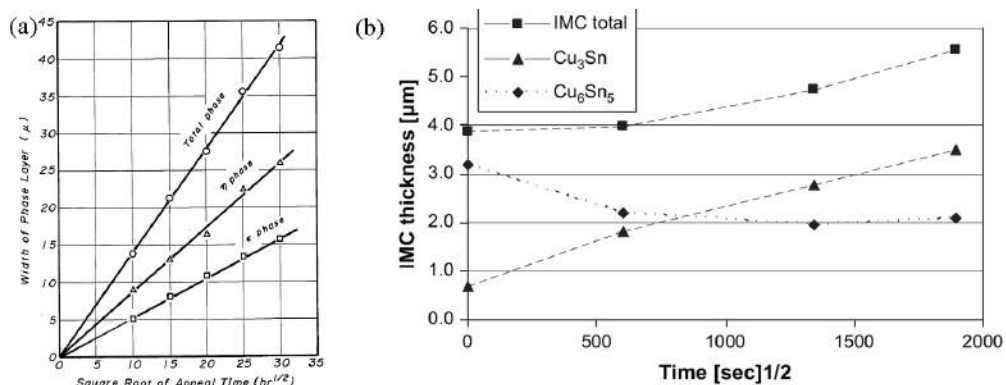 (a)
45
40
35
30
25
20
15
10
5
0
Width of Phase Layer (μ)
Total phase
η phase
ε phase
0 5 10 15 20 25 30 35
Square Root of Anneal Time (hr1/2)
(b)
IMC total
Cu3Sn
Cu6Sn5
6.0
5.0
4.0
3.0
2.0
1.0
0.0
IMC thickness [μm]
0 500 1000 1500 2000
Time [sec]1/2